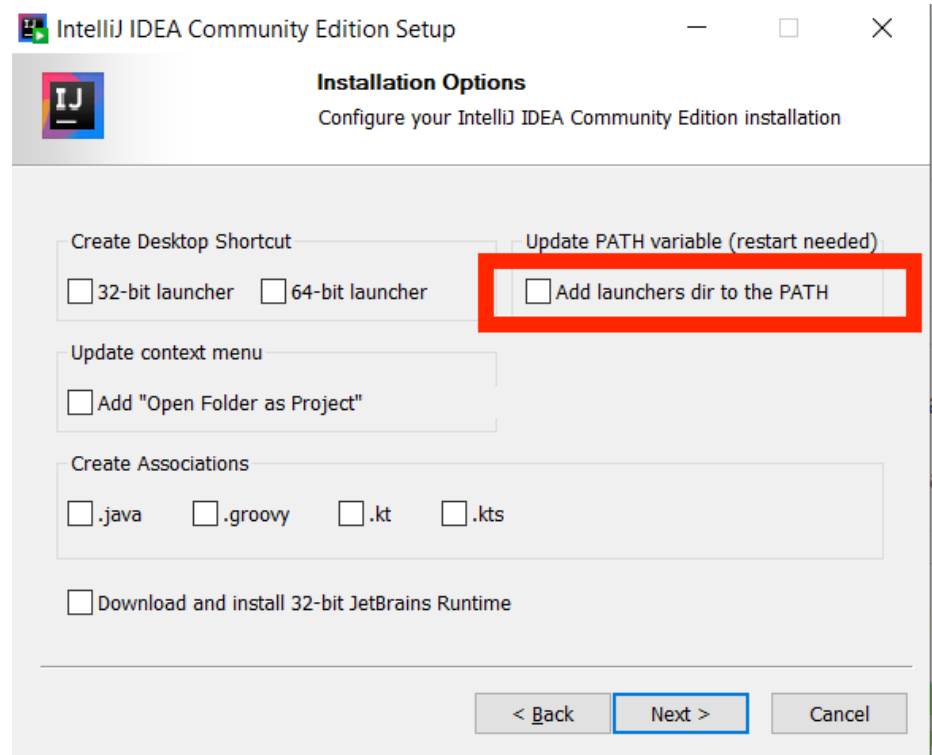 IntelliJ IDEA Community Edition Setup
IJ
Installation Options
Configure your IntelliJ IDEA Community Edition installation
Create Desktop Shortcut
32-bit launcher 64-bit launcher
Update PATH variable (restart needed)
Add launchers dir to the PATH
Update context menu
Add "Open Folder as Project"
Create Associations
.java .groovy .kt .kts
Download and install 32-bit JetBrains Runtime
< Back Next > Cancel